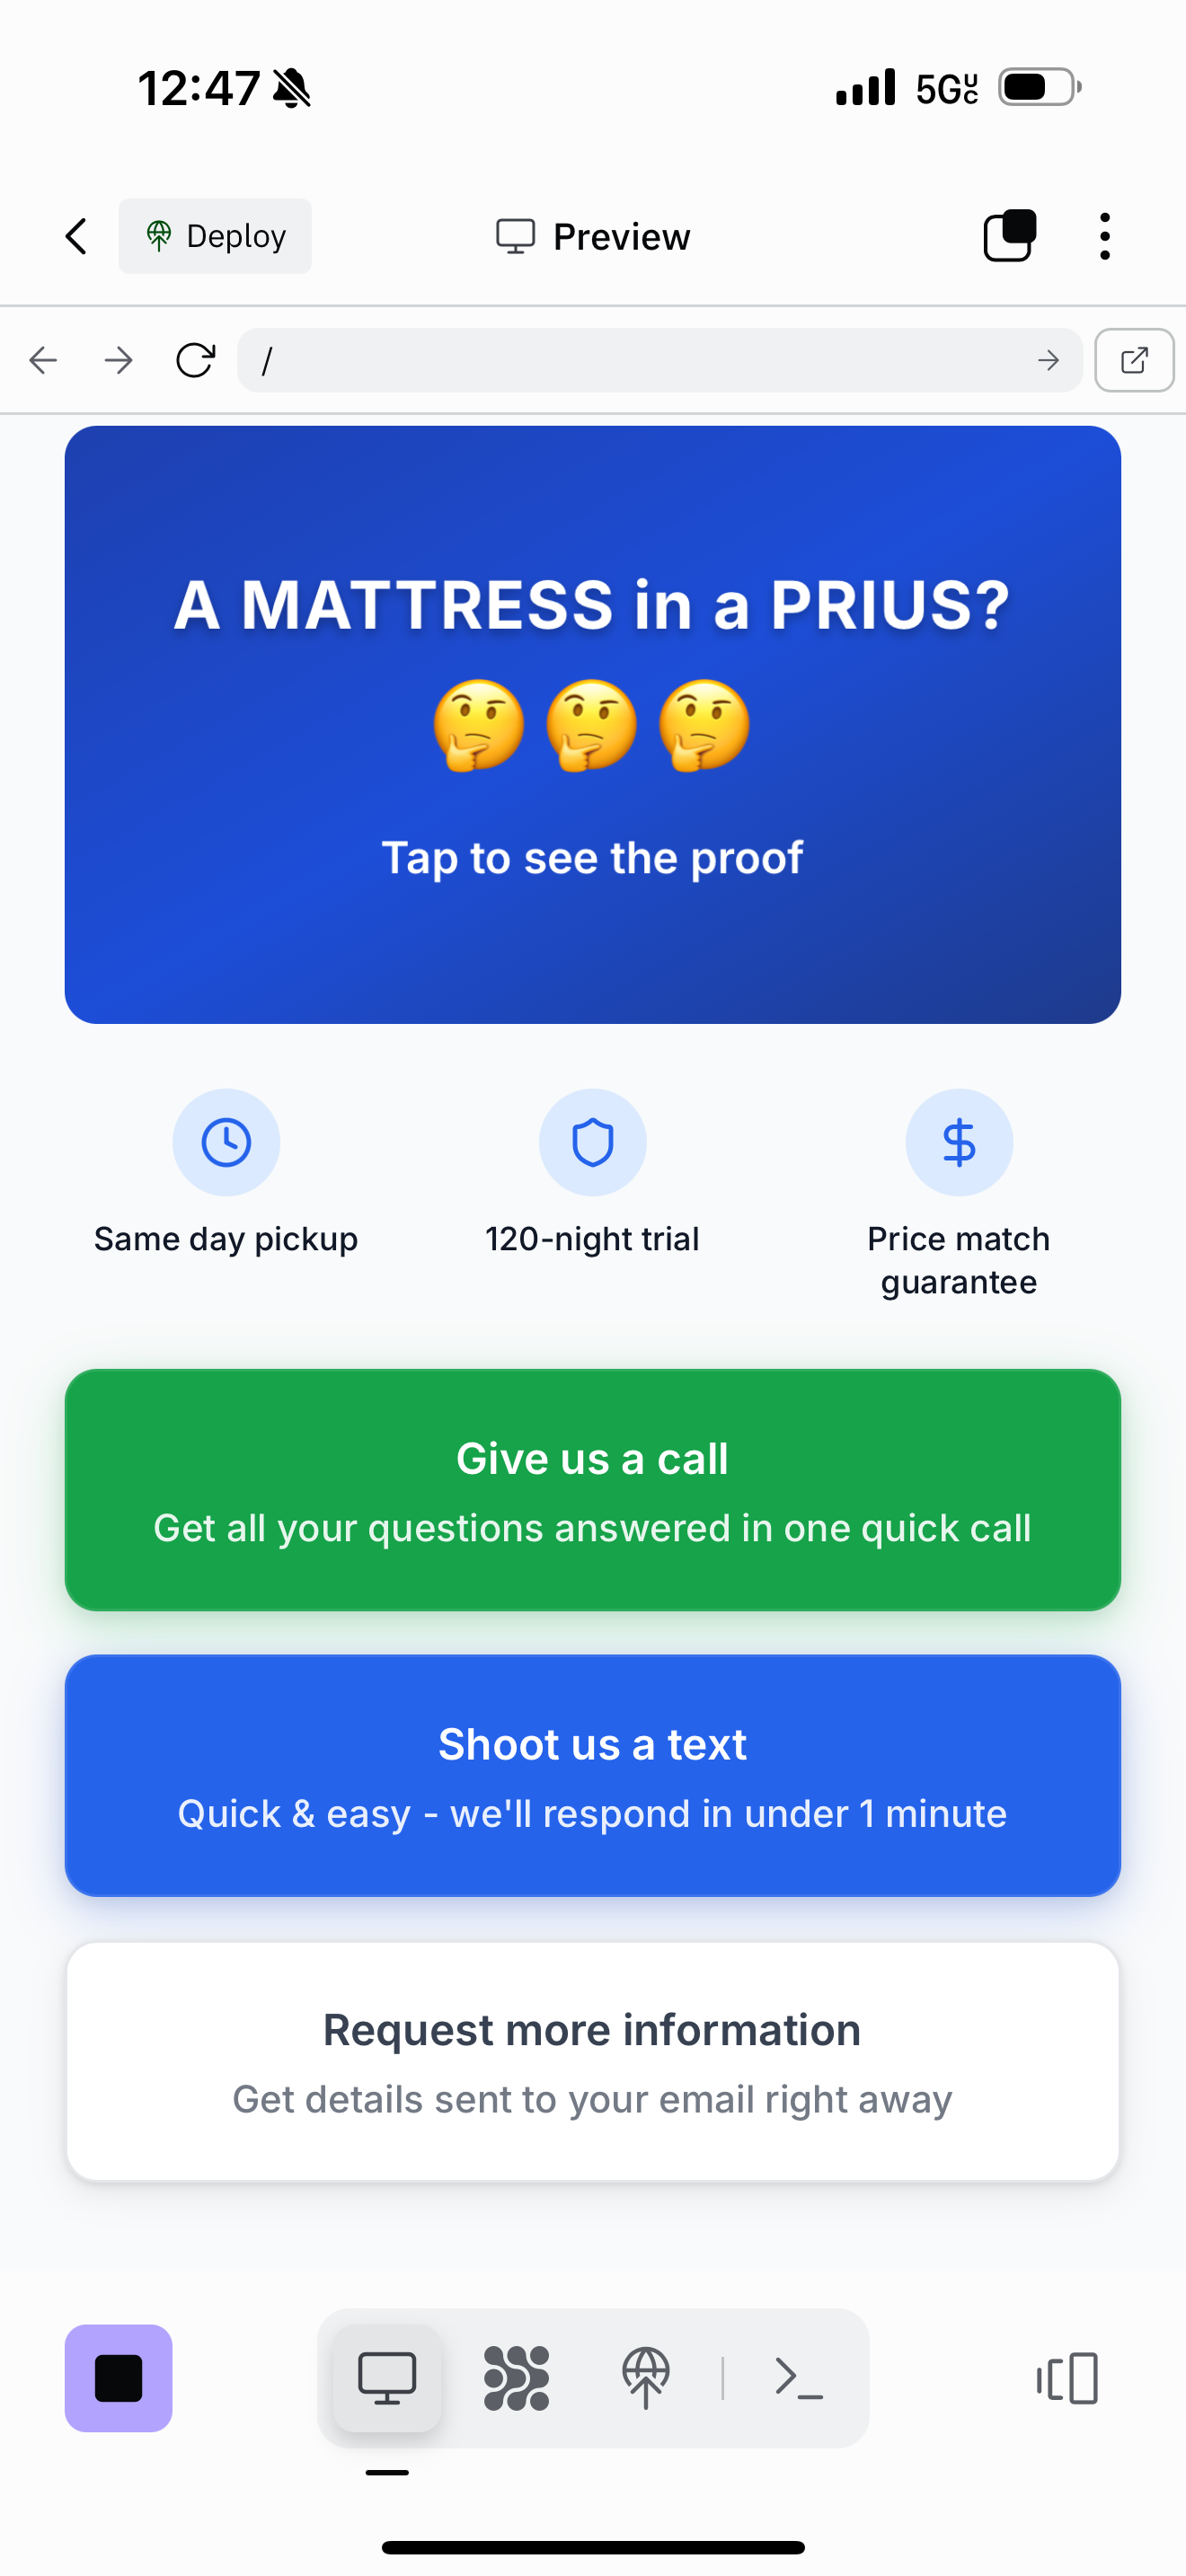 12:47
5G UC
Deploy
Preview
/
A MATTRESS in a PRIUS?
🤔🤔🤔
Tap to see the proof
Same day pickup
120-night trial
Price match
guarantee
Give us a call
Get all your questions answered in one quick call
Shoot us a text
Quick & easy - we'll respond in under 1 minute
Request more information
Get details sent to your email right away